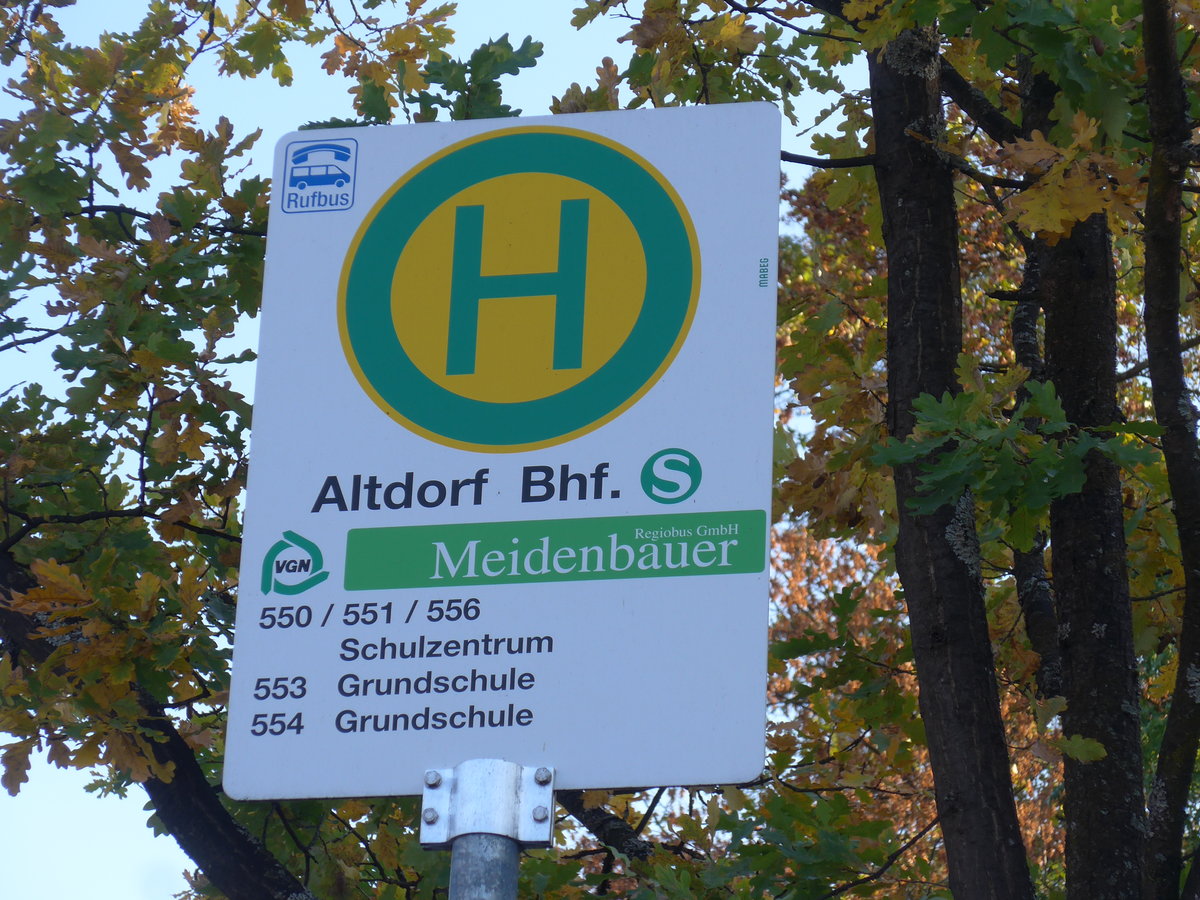 Rufbus
H
MABEG
Altdorf Bhf. S
Regiobus GmbH
VGN Meidenbauer
550 / 551 / 556
Schulzentrum
553 Grundschule
554 Grundschule